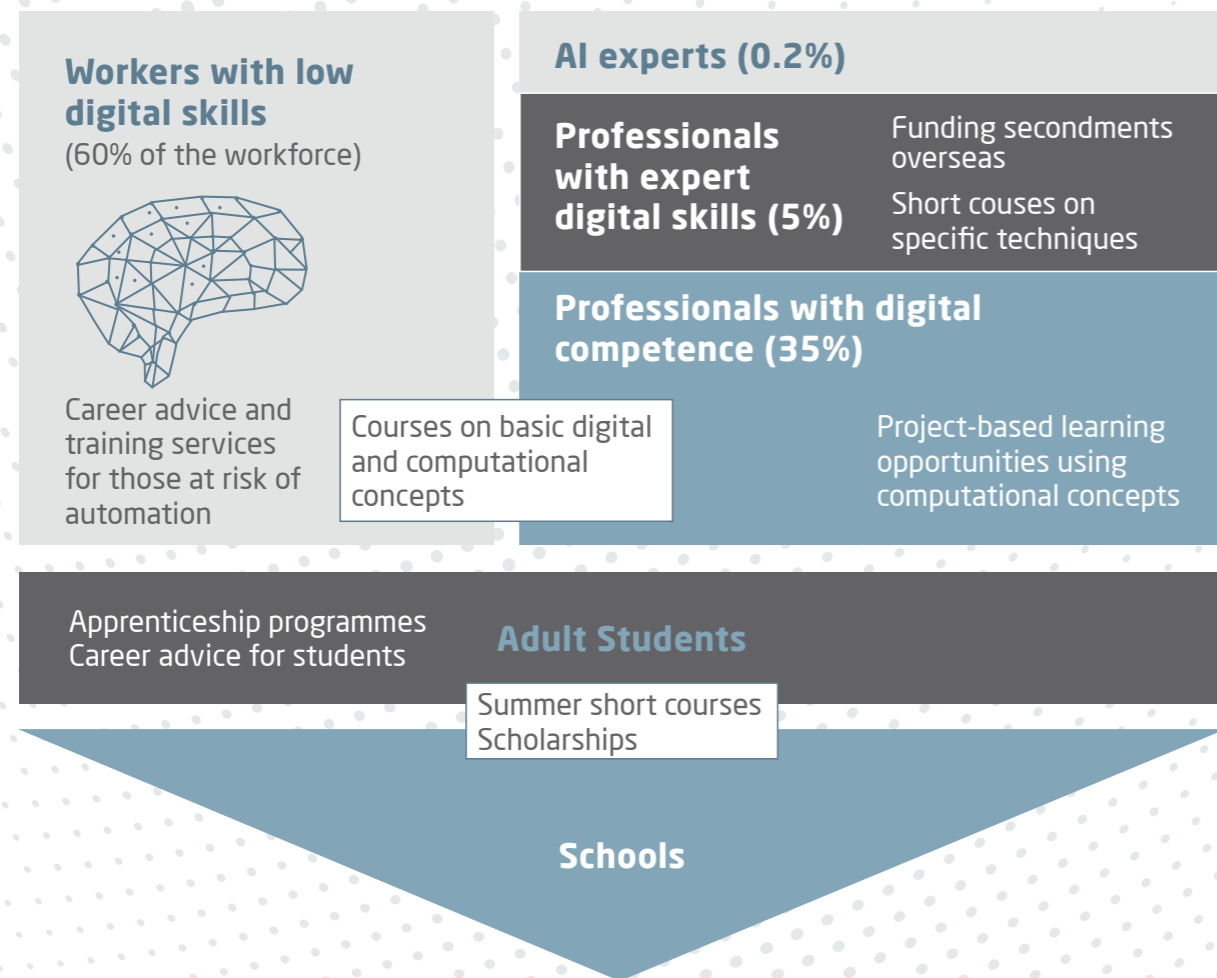 Workers with low
digital skills
(60% of the workforce)
Career advice and
training services
for those at risk of
automation
Courses on basic digital
and computational
concepts
AI experts (0.2%)
Professionals
with expert
digital skills (5%)
Funding secondments
overseas
Short couses on
specific techniques
Professionals with digital
competence (35%)
Project-based learning
opportunities using
computational concepts
Apprenticeship programmes
Career advice for students
Adult Students
Summer short courses
Scholarships
Schools